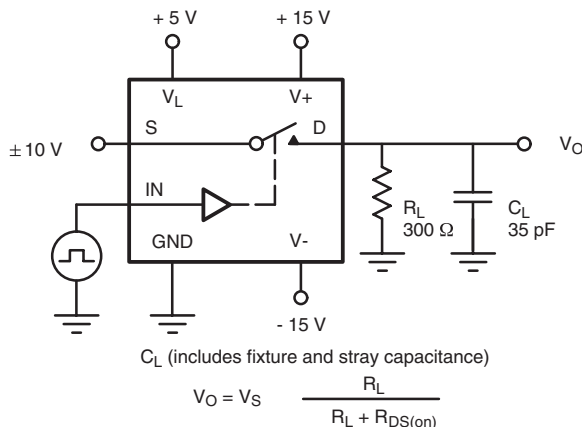 + 5 V
+ 15 V
V_L
V+
S
D
± 10 V
V_O
IN
R_L
300 Ω
C_L
35 pF
GND
V-
- 15 V
C_L (includes fixture and stray capacitance)
V_O = V_S R_L
R_L + R_DS(on)